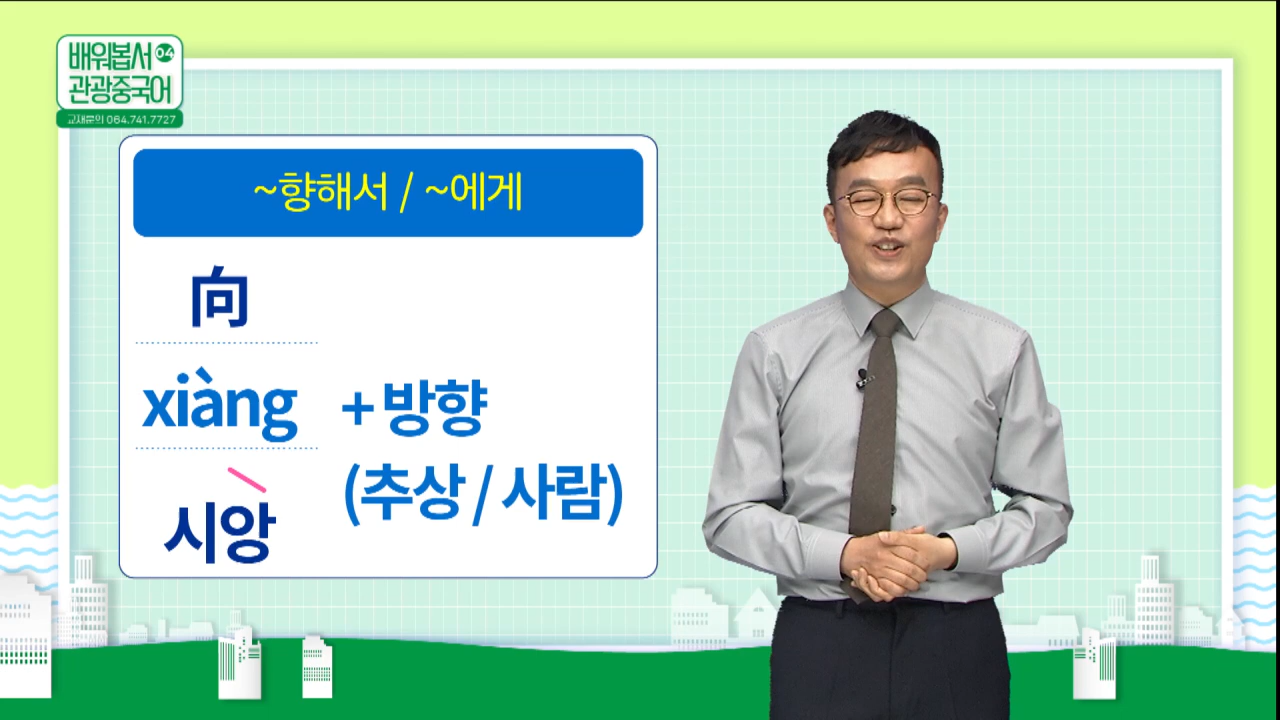 배워봅서 04
관광중국어
교재문의 064.741.7727
~향해서 / ~에게
向
xiàng
시앙
+ 방향
(추상 / 사람)